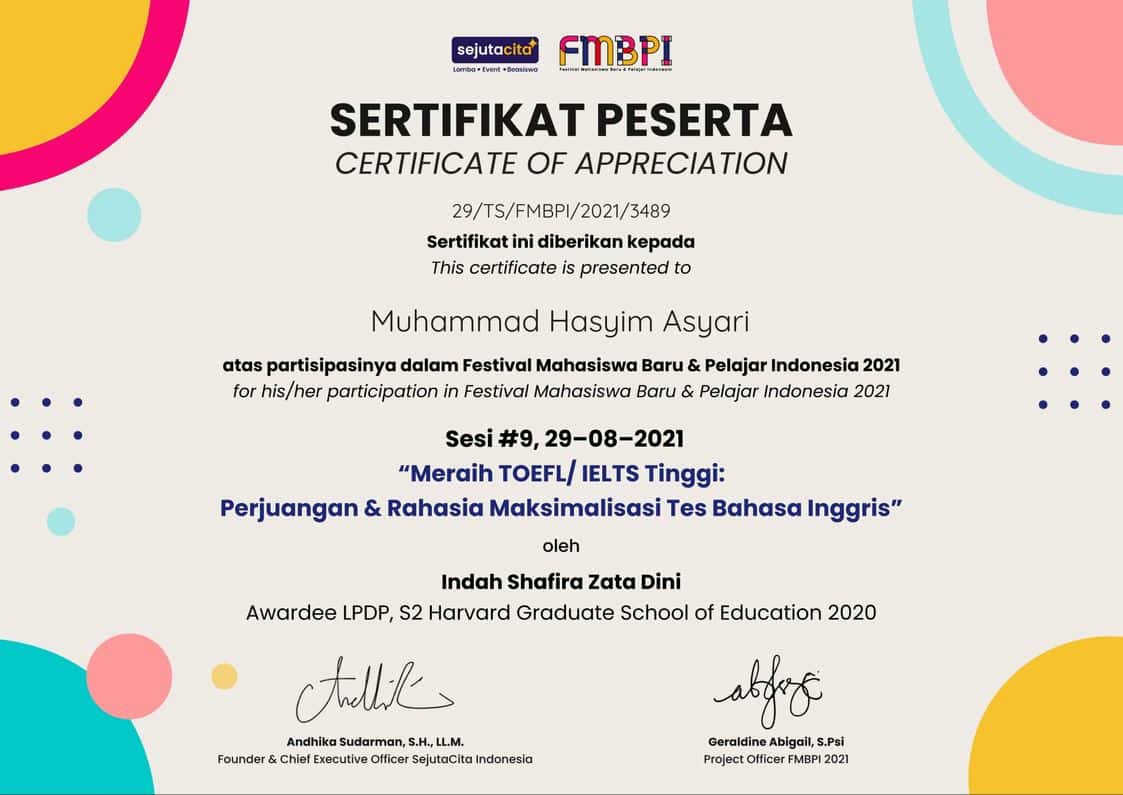 sejutacita
Lomba • Event • Beasiswa
FMBPI
Festival Mahasiswa Baru & Pelajar Indonesia
SERTIFIKAT PESERTA
CERTIFICATE OF APPRECIATION
29/TS/FMBPI/2021/3489
Sertifikat ini diberikan kepada
This certificate is presented to
Muhammad Hasyim Asyari
atas partisipasinya dalam Festival Mahasiswa Baru & Pelajar Indonesia 2021
for his/her participation in Festival Mahasiswa Baru & Pelajar Indonesia 2021
Sesi #9, 29–08–2021
“Meraih TOEFL/ IELTS Tinggi:
Perjuangan & Rahasia Maksimalisasi Tes Bahasa Inggris”
oleh
Indah Shafira Zata Dini
Awardee LPDP, S2 Harvard Graduate School of Education 2020
Andhika Sudarman, S.H., LL.M.
Founder & Chief Executive Officer SejutaCita Indonesia
Geraldine Abigail, S.Psi
Project Officer FMBPI 2021